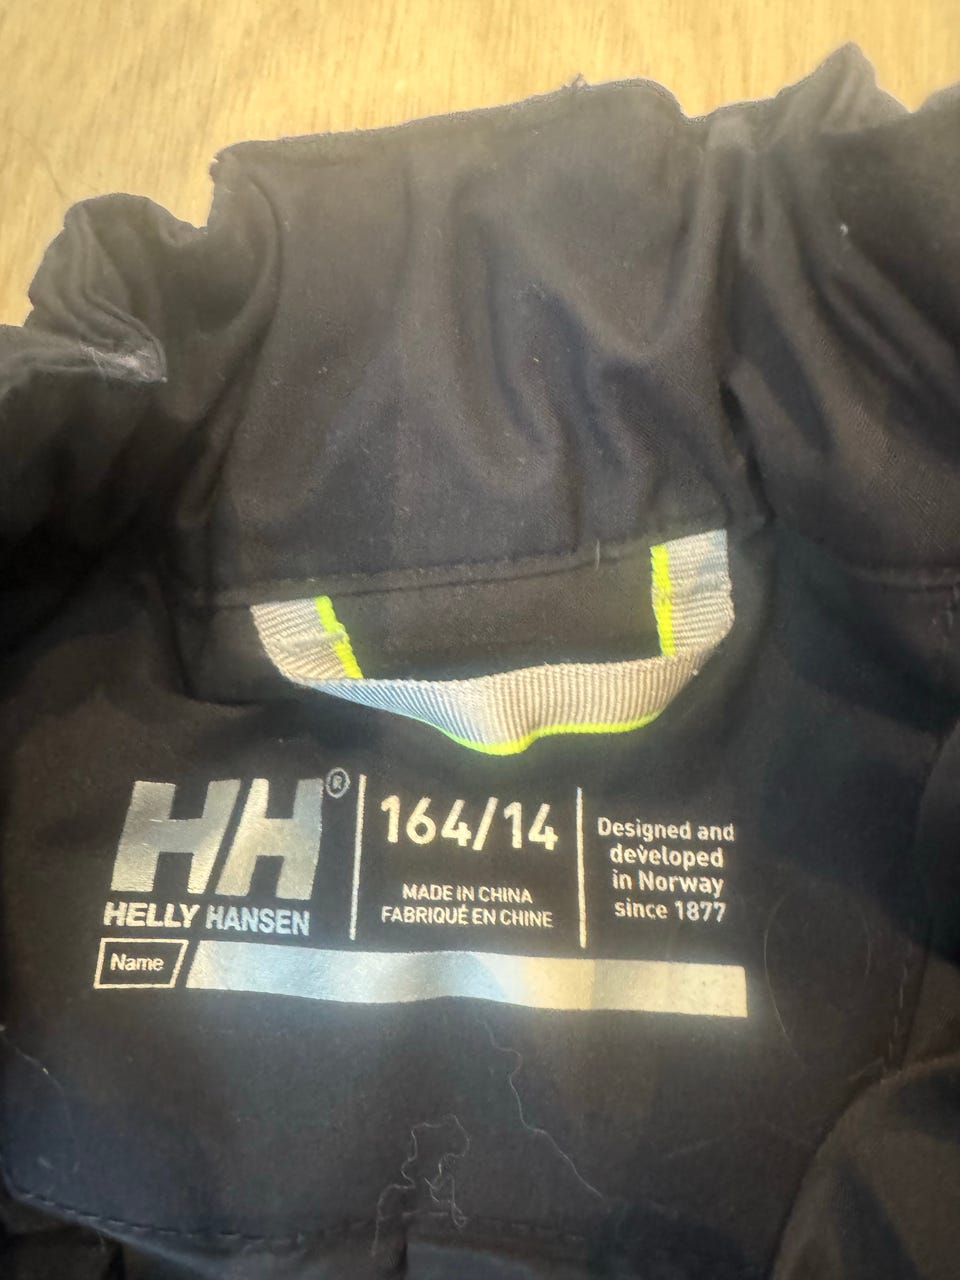 HH®
HELLY HANSEN
164/14
MADE IN CHINA
FABRIQUÉ EN CHINE
Designed and
developed
in Norway
since 1877
Name